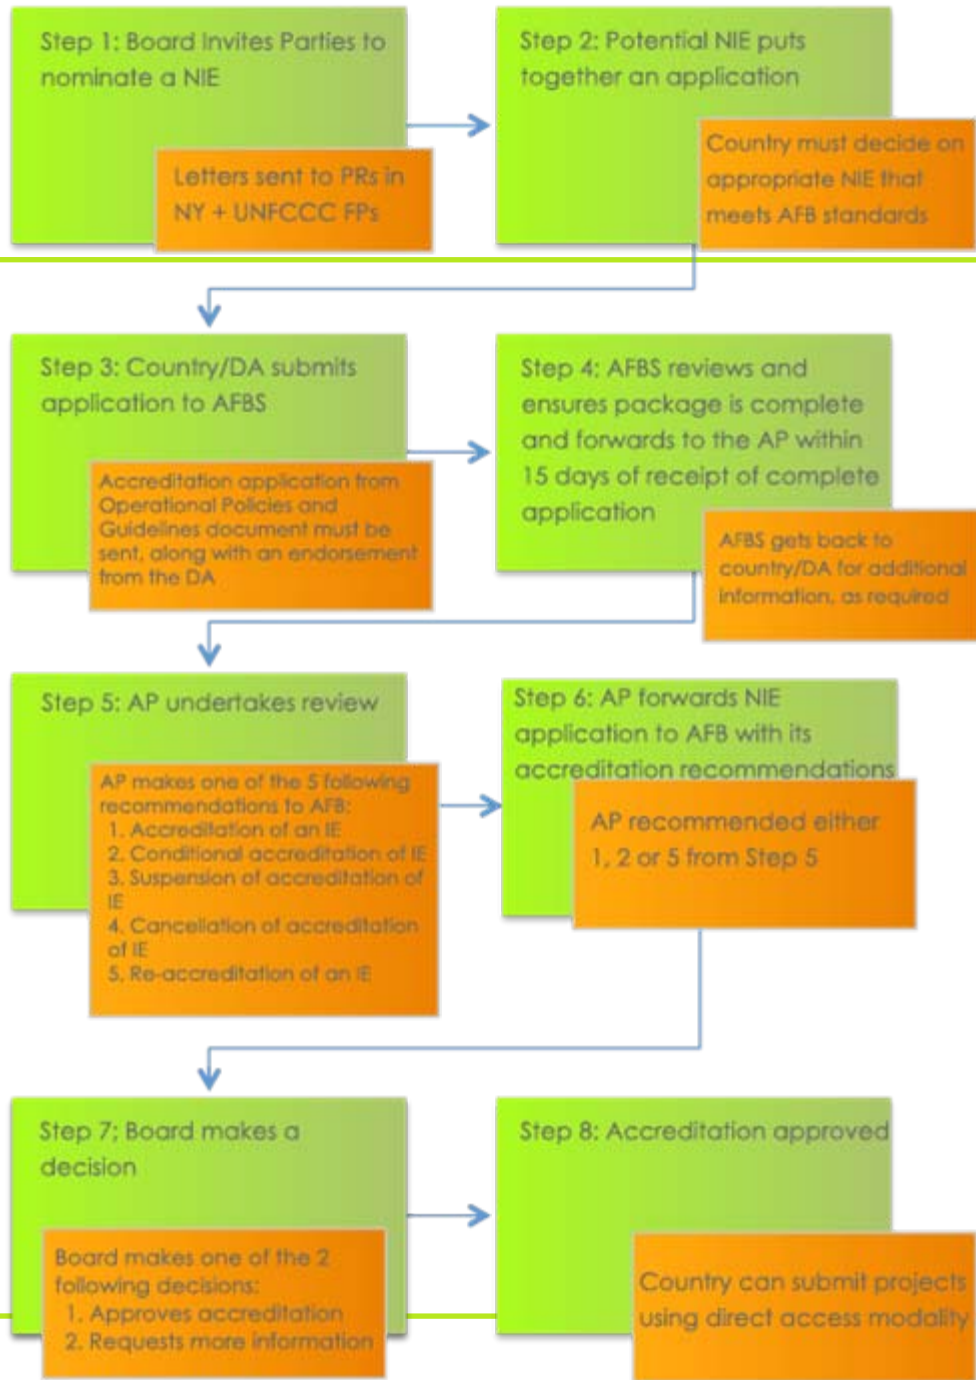 Step 1: Board Invites Parties to
nominate a NIE
Letters sent to PRs in
NY + UNFCCC FPs
Step 2: Potential NIE puts
together an application
Country must decide on
appropriate NIE that
meets AFB standards
Step 3: Country/DA submits
application to AFBS
Accreditation application from
Operational Policies and
Guidelines document must be
sent, along with an endorsement
from the DA
Step 4: AFBS reviews and
ensures package is complete
and forwards to the AP within
15 days of receipt of complete
application
AFBS gets back to
country/DA for additional
information, as required
Step 5: AP undertakes review
AP makes one of the 5 following
recommendations to AFB:
1. Accreditation of an IE
2. Conditional accreditation of IE
3. Suspension of accreditation of
IE
4. Cancellation of accreditation
of IE
5. Re-accreditation of an IE
Step 6: AP forwards NIE
application to AFB with its
accreditation recommendations
AP recommended either
1, 2 or 5 from Step 5
Step 7; Board makes a
decision
Board makes one of the 2
following decisions:
1. Approves accreditation
2. Requests more information
Step 8: Accreditation approved
Country can submit projects
using direct access modality